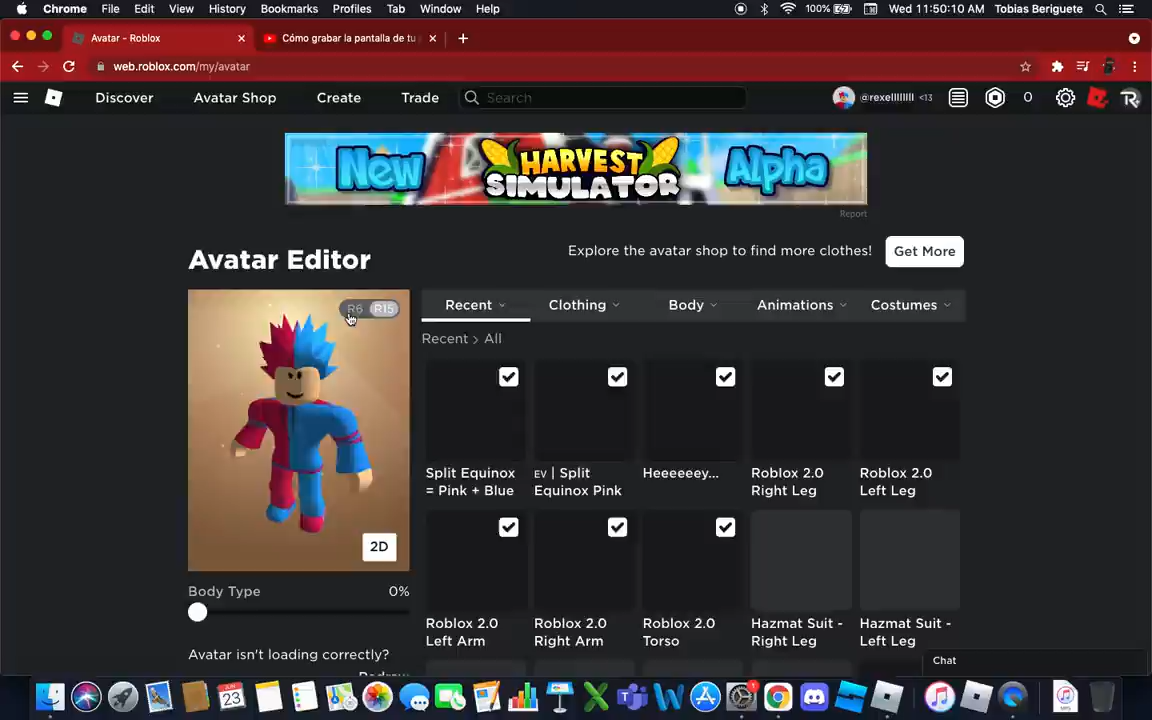 Chrome File Edit View History Bookmarks Profiles Tab Window Help 100% Wed 11:50:10 AM Tobias Beriguete
Avatar - Roblox Cómo grabar la pantalla de tu
web.roblox.com/my/avatar
Discover Avatar Shop Create Trade Search @rexelllllll <13 0
New HARVEST SIMULATOR Alpha
Report
Explore the avatar shop to find more clothes! Get More
Avatar Editor
R6 R15
Recent Clothing Body Animations Costumes
Recent > All
Split Equinox = Pink + Blue
EV | Split Equinox Pink
Heeeeeey...
Roblox 2.0 Right Leg
Roblox 2.0 Left Leg
2D
Body Type 0%
Roblox 2.0 Left Arm
Roblox 2.0 Right Arm
Roblox 2.0 Torso
Hazmat Suit - Right Leg
Hazmat Suit - Left Leg
Avatar isn't loading correctly?
Redraw
Chat
JUN 23
1